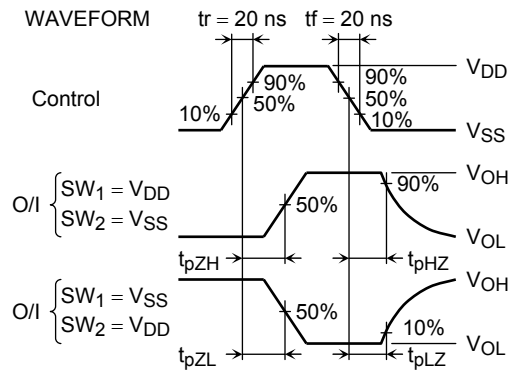 WAVEFORM
tr = 20 ns
tf = 20 ns
Control
10%
90%
50%
90%
50%
10%
VDD
VSS
O/I { SW1 = VDD
SW2 = VSS
50%
90%
VOH
VOL
tpZH
tpHZ
O/I { SW1 = VSS
SW2 = VDD
50%
10%
VOH
VOL
tpZL
tpLZ